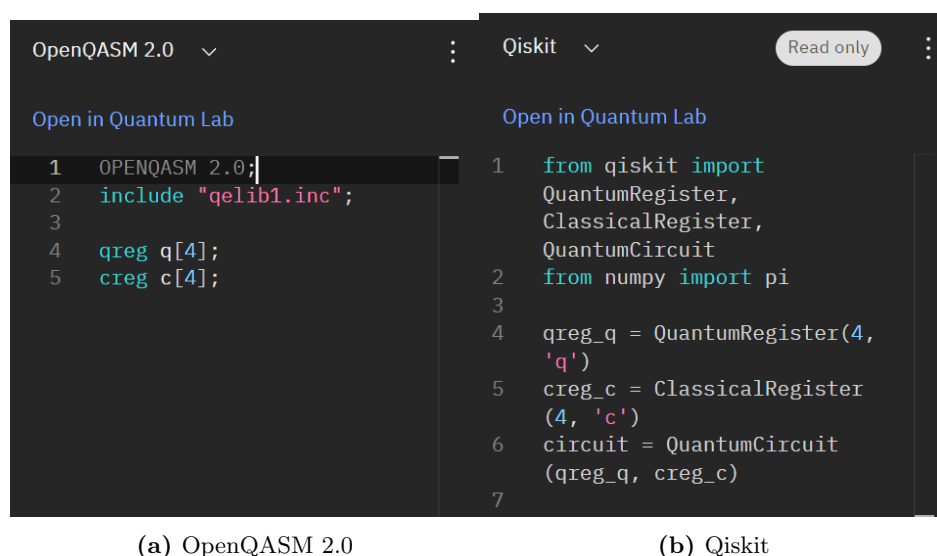 OpenQASM 2.0
Open in Quantum Lab
1 OPENQASM 2.0;
2 include "qelib1.inc";
3
4 qreg q[4];
5 creg c[4];
(a) OpenQASM 2.0
Qiskit
Read only
Open in Quantum Lab
1 from qiskit import
QuantumRegister,
ClassicalRegister,
QuantumCircuit
2 from numpy import pi
3
4 qreg_q = QuantumRegister(4,
'q')
5 creg_c = ClassicalRegister
(4, 'c')
6 circuit = QuantumCircuit
(qreg_q, creg_c)
7
(b) Qiskit